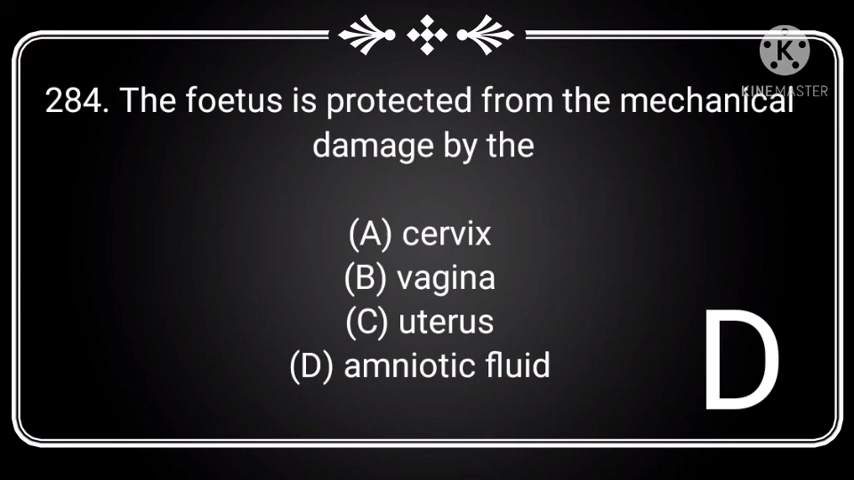 K
KINEMASTER
284. The foetus is protected from the mechanical
damage by the
(A) cervix
(B) vagina
(C) uterus
(D) amniotic fluid
D